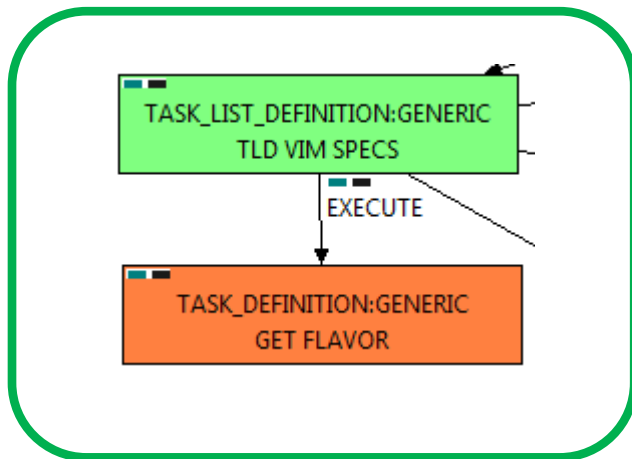 TASK_LIST_DEFINITION:GENERIC
TLD VIM SPECS
EXECUTE
TASK_DEFINITION:GENERIC
GET FLAVOR